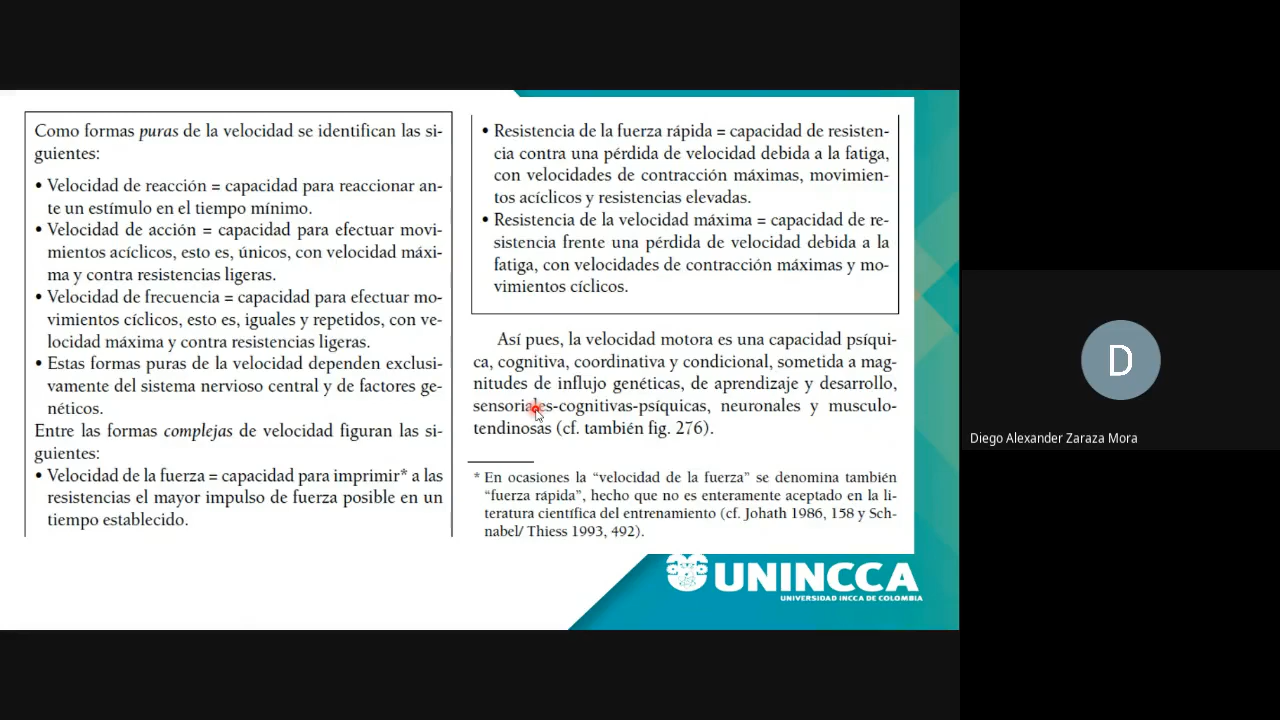 Como formas puras de la velocidad se identifican las si-
guientes:
• Velocidad de reacción = capacidad para reaccionar an-
te un estímulo en el tiempo mínimo.
• Velocidad de acción = capacidad para efectuar movi-
mientos acíclicos, esto es, únicos, con velocidad máxi-
ma y contra resistencias ligeras.
• Velocidad de frecuencia = capacidad para efectuar mo-
vimientos cíclicos, esto es, iguales y repetidos, con ve-
locidad máxima y contra resistencias ligeras.
• Estas formas puras de la velocidad dependen exclusi-
vamente del sistema nervioso central y de factores ge-
néticos.
Entre las formas complejas de velocidad figuran las si-
guientes:
• Velocidad de la fuerza = capacidad para imprimir* a las
resistencias el mayor impulso de fuerza posible en un
tiempo establecido.
• Resistencia de la fuerza rápida = capacidad de resisten-
cia contra una pérdida de velocidad debida a la fatiga,
con velocidades de contracción máximas, movimien-
tos acíclicos y resistencias elevadas.
• Resistencia de la velocidad máxima = capacidad de re-
sistencia frente una pérdida de velocidad debida a la
fatiga, con velocidades de contracción máximas y mo-
vimientos cíclicos.
Así pues, la velocidad motora es una capacidad psíqui-
ca, cognitiva, coordinativa y condicional, sometida a mag-
nitudes de influjo genéticas, de aprendizaje y desarrollo,
sensoriales-cognitivas-psíquicas, neuronales y musculo-
tendinosas (cf. también fig. 276).
* En ocasiones la “velocidad de la fuerza” se denomina también
“fuerza rápida”, hecho que no es enteramente aceptado en la li-
teratura científica del entrenamiento (cf. Johath 1986, 158 y Sch-
nabel/ Thiess 1993, 492).
UNINCCA
UNIVERSIDAD INCCA DE COLOMBIA
D
Diego Alexander Zaraza Mora